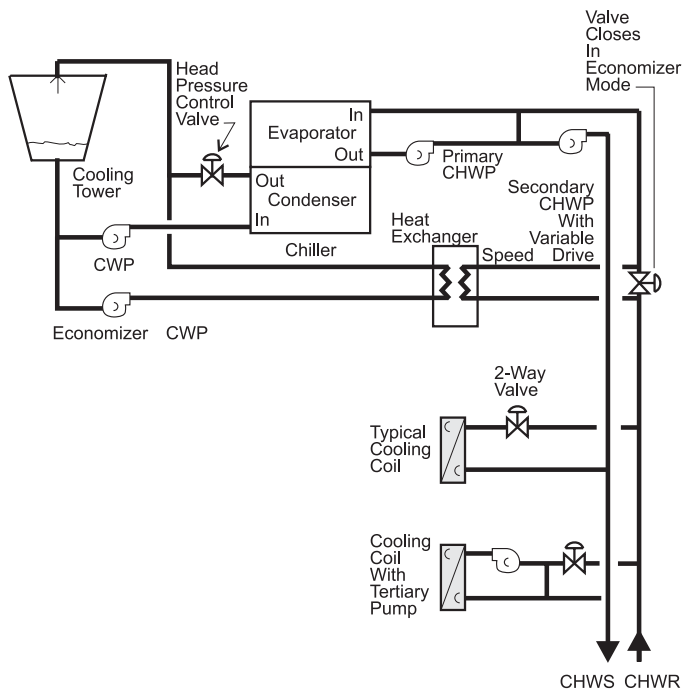 Valve
Closes
In
Economizer
Mode
Head
Pressure
Control
Valve
In
Evaporator
Out
Primary
CHWP
Cooling
Tower
Out
Condenser
In
Secondary
CHWP
With
Variable
Speed Drive
Heat
Exchanger
Chiller
CWP
Economizer CWP
2-Way
Valve
Typical
Cooling
Coil
Cooling
Coil
With
Tertiary
Pump
CHWS CHWR